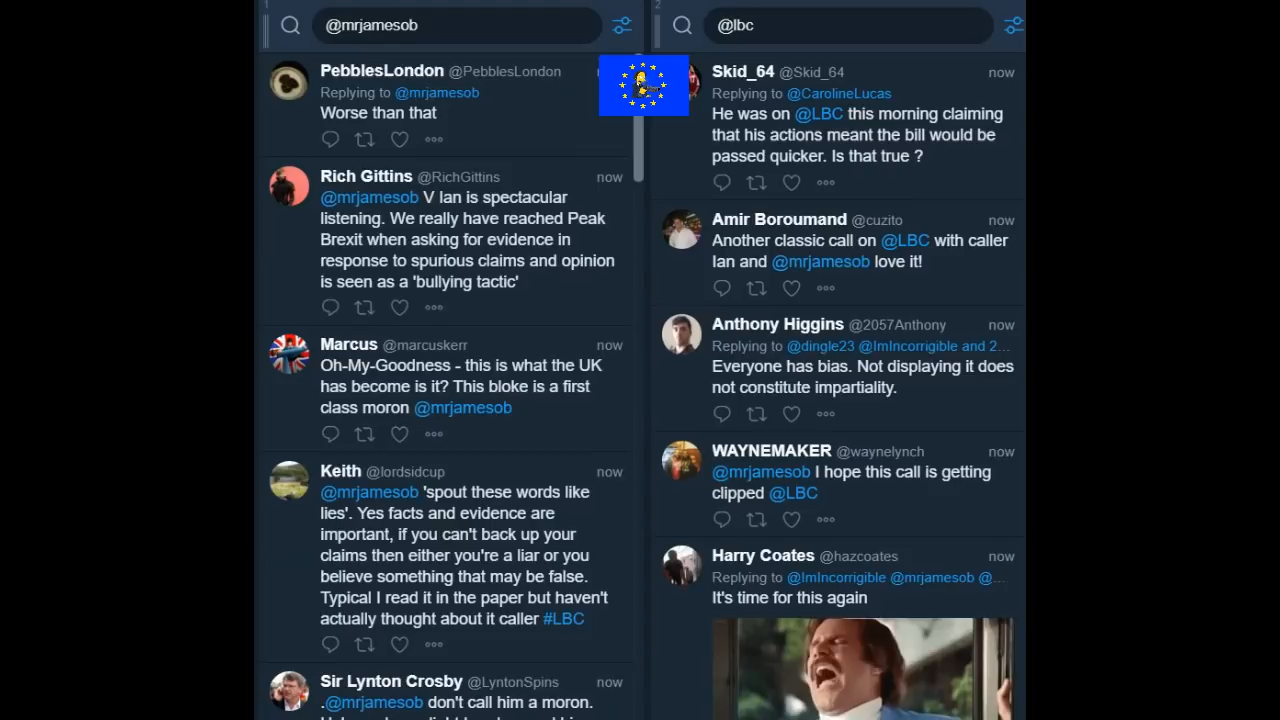 1
@mrjamesob
PebblesLondon @PebblesLondon
Replying to @mrjamesob
Worse than that
Rich Gittins @RichGittins now
@mrjamesob V Ian is spectacular
listening. We really have reached Peak
Brexit when asking for evidence in
response to spurious claims and opinion
is seen as a 'bullying tactic'
Marcus @marcuskerr now
Oh-My-Goodness - this is what the UK
has become is it? This bloke is a first
class moron @mrjamesob
Keith @lordsidcup now
@mrjamesob 'spout these words like
lies'. Yes facts and evidence are
important, if you can't back up your
claims then either you're a liar or you
believe something that may be false.
Typical I read it in the paper but haven't
actually thought about it caller #LBC
Sir Lynton Crosby @LyntonSpins now
.@mrjamesob don't call him a moron.
2
@lbc
Skid_64 @Skid_64 now
Replying to @CarolineLucas
He was on @LBC this morning claiming
that his actions meant the bill would be
passed quicker. Is that true ?
Amir Boroumand @cuzito now
Another classic call on @LBC with caller
Ian and @mrjamesob love it!
Anthony Higgins @2057Anthony now
Replying to @dingle23 @ImIncorrigible and 2...
Everyone has bias. Not displaying it does
not constitute impartiality.
WAYNEMAKER @waynelynch now
@mrjamesob I hope this call is getting
clipped @LBC
Harry Coates @hazcoates now
Replying to @ImIncorrigible @mrjamesob @...
It's time for this again